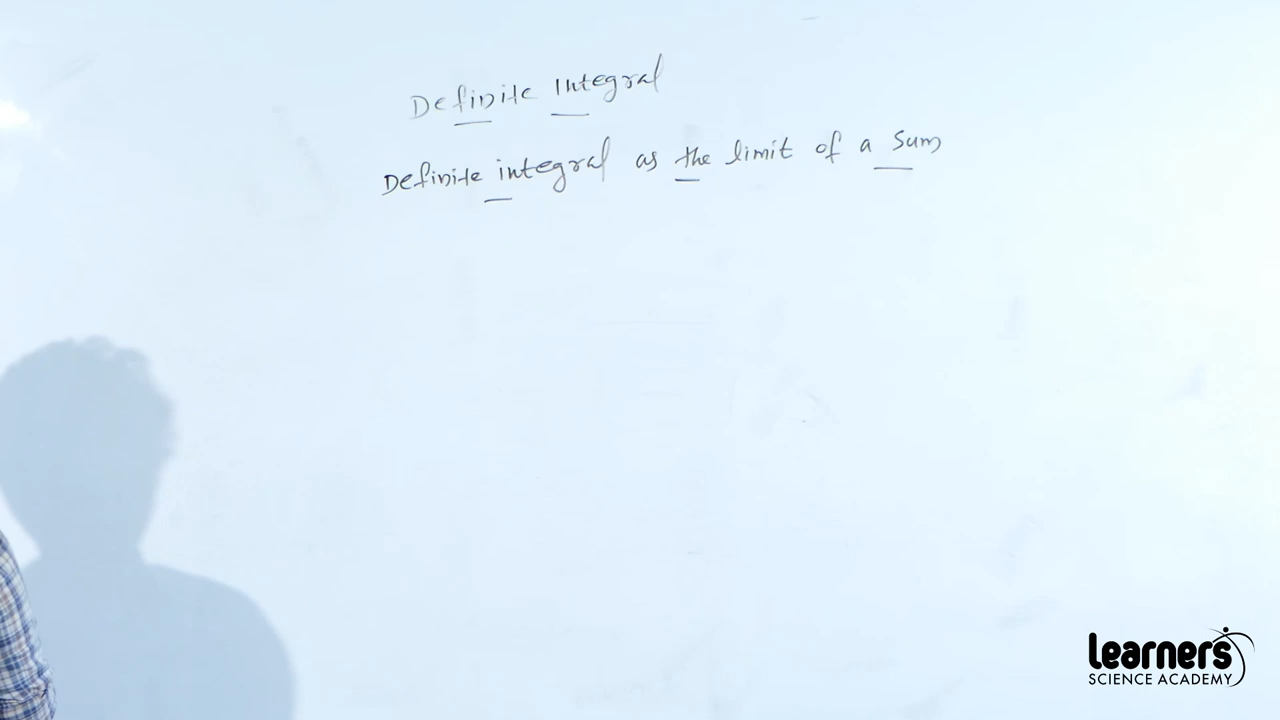 Definite Integral
Definite integral as the limit of a sum
Learners
SCIENCE ACADEMY